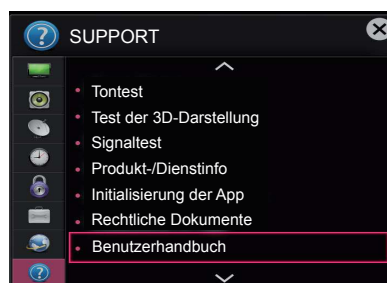 SUPPORT
Tontest
Test der 3D-Darstellung
Signaltest
Produkt-/Dienstinfo
Initialisierung der App
Rechtliche Dokumente
Benutzerhandbuch